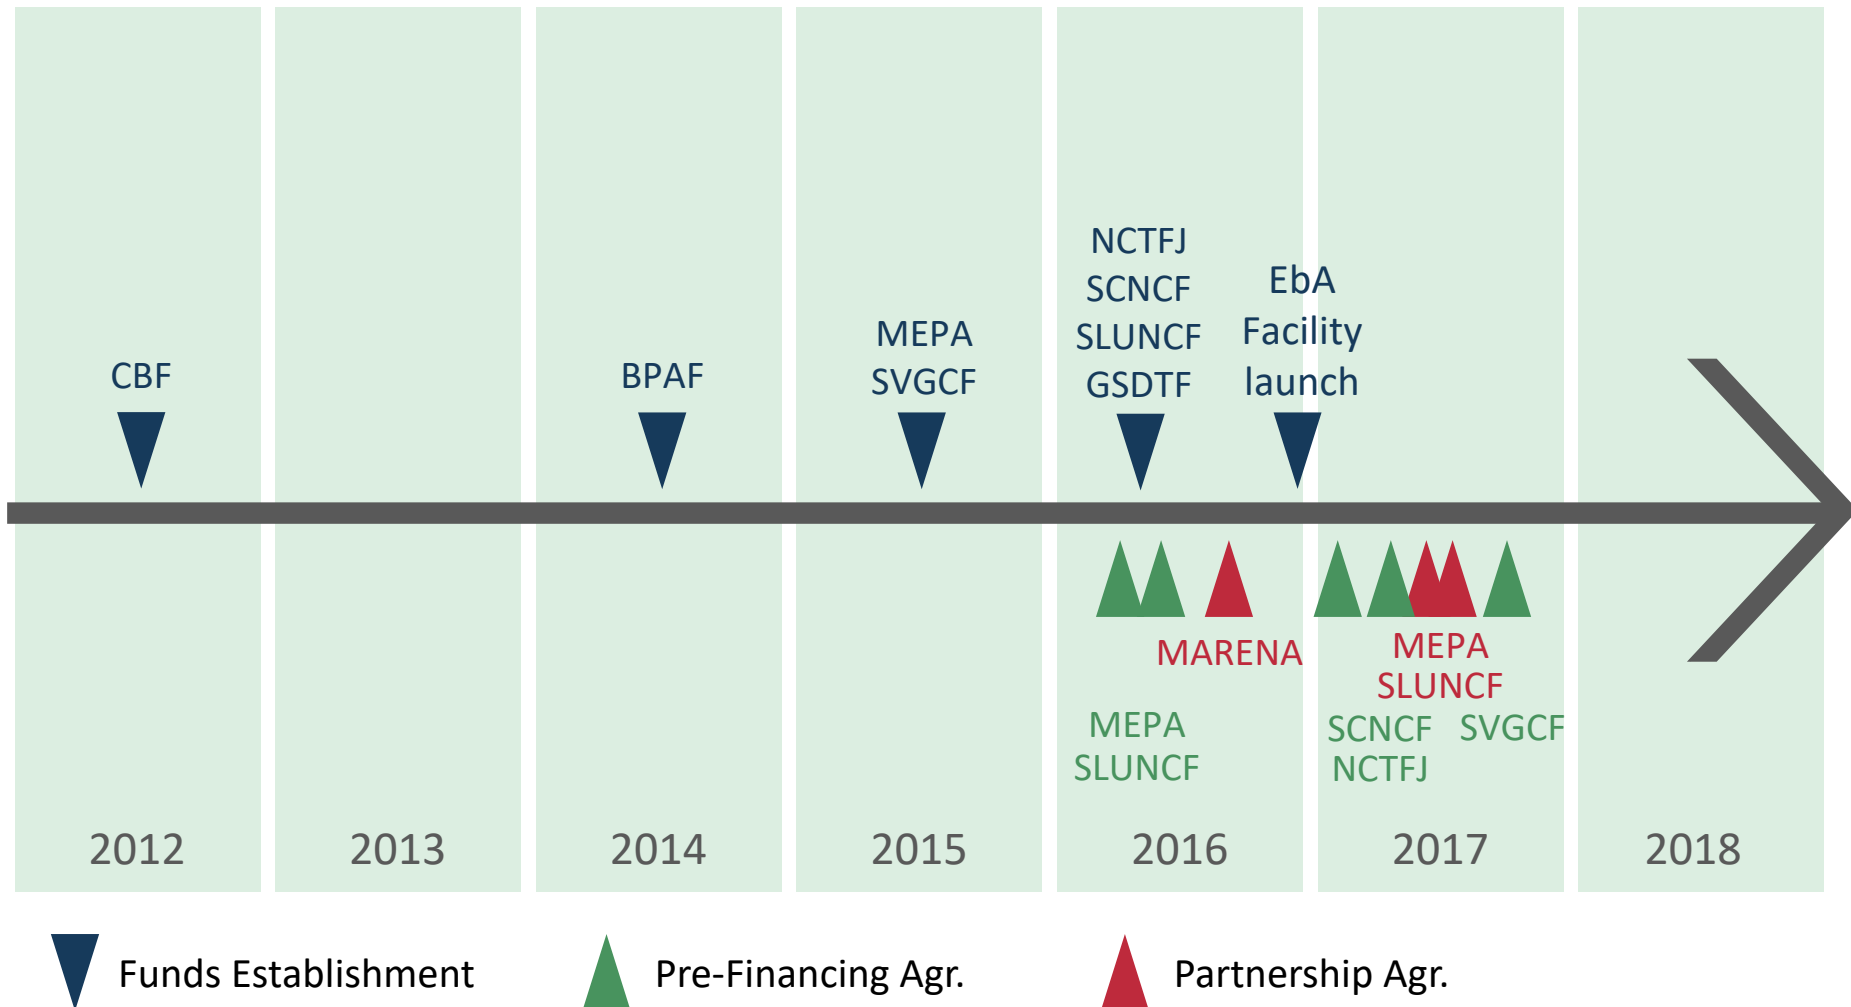 CBF
BPAF
MEPA
SVGCF
NCTFJ
SCNCF
SLUNCF
GSDTF
EbA
Facility
launch
MARENA
MEPA
SLUNCF
MEPA
SLUNCF
SCNCF
NCTFJ
SVGCF
2012
2013
2014
2015
2016
2017
2018
Funds Establishment
Pre-Financing Agr.
Partnership Agr.